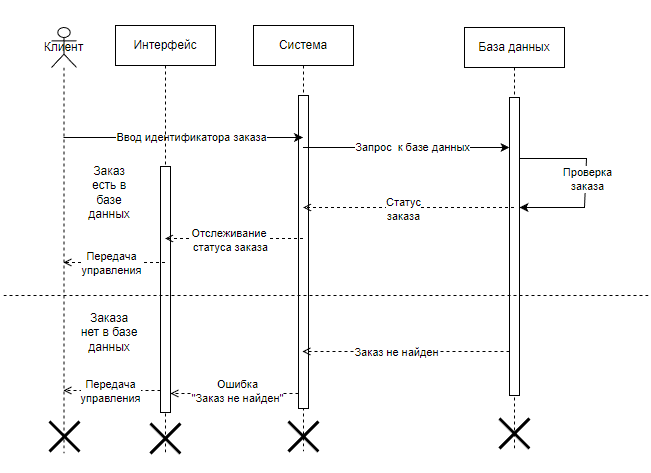 Клиент
Интерфейс
Система
База данных
Ввод идентификатора заказа
Запрос к базе данных
Проверка
заказа
Заказ
есть в
базе
данных
Статус
заказа
Отслеживание
статуса заказа
Передача
управления
Заказа
нет в базе
данных
Заказ не найден
Передача
управления
Ошибка
"Заказ не найден"